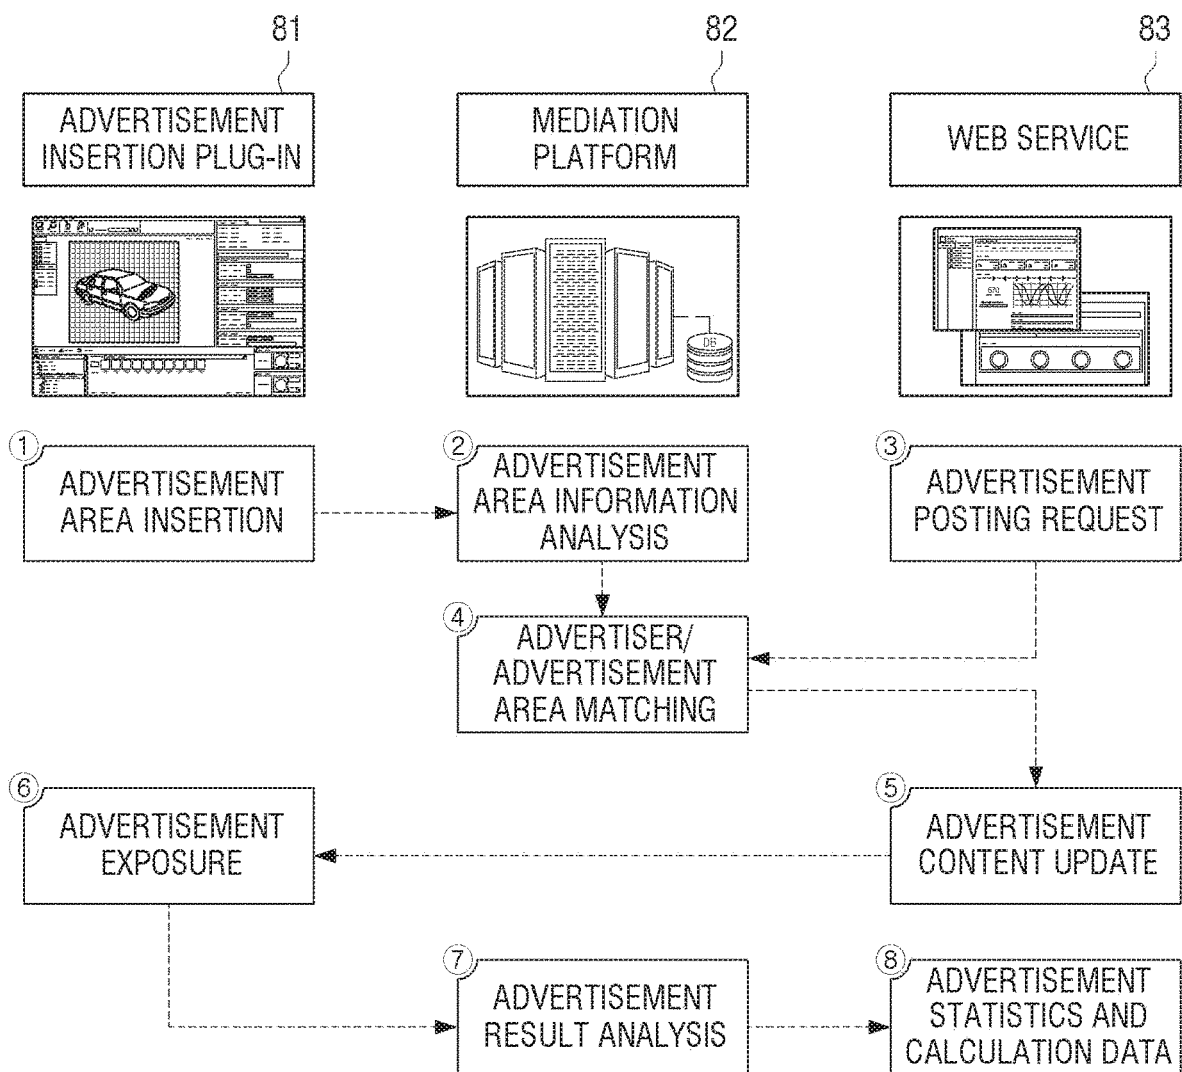 81
82
83
ADVERTISEMENT
INSERTION PLUG-IN
MEDIATION
PLATFORM
WEB SERVICE
DB
①
ADVERTISEMENT
AREA INSERTION
②
ADVERTISEMENT
AREA INFORMATION
ANALYSIS
③
ADVERTISEMENT
POSTING REQUEST
④
ADVERTISER/
ADVERTISEMENT
AREA MATCHING
⑥
ADVERTISEMENT
EXPOSURE
⑤
ADVERTISEMENT
CONTENT UPDATE
⑦
ADVERTISEMENT
RESULT ANALYSIS
⑧
ADVERTISEMENT
STATISTICS AND
CALCULATION DATA